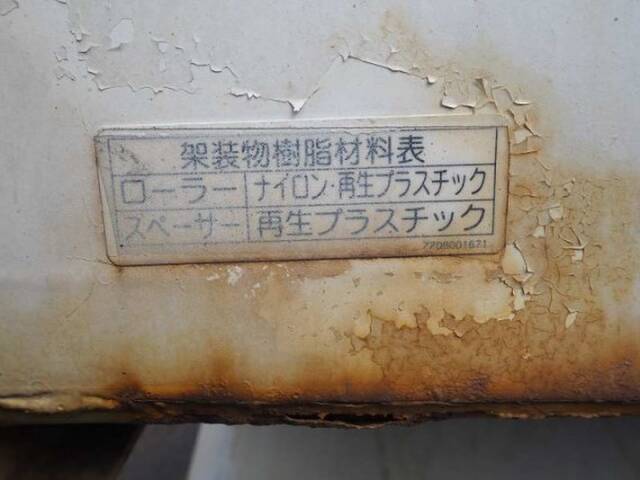 架装物樹脂材料表
ローラー ナイロン・再生プラスチック
スペーサー 再生プラスチック
7708001671